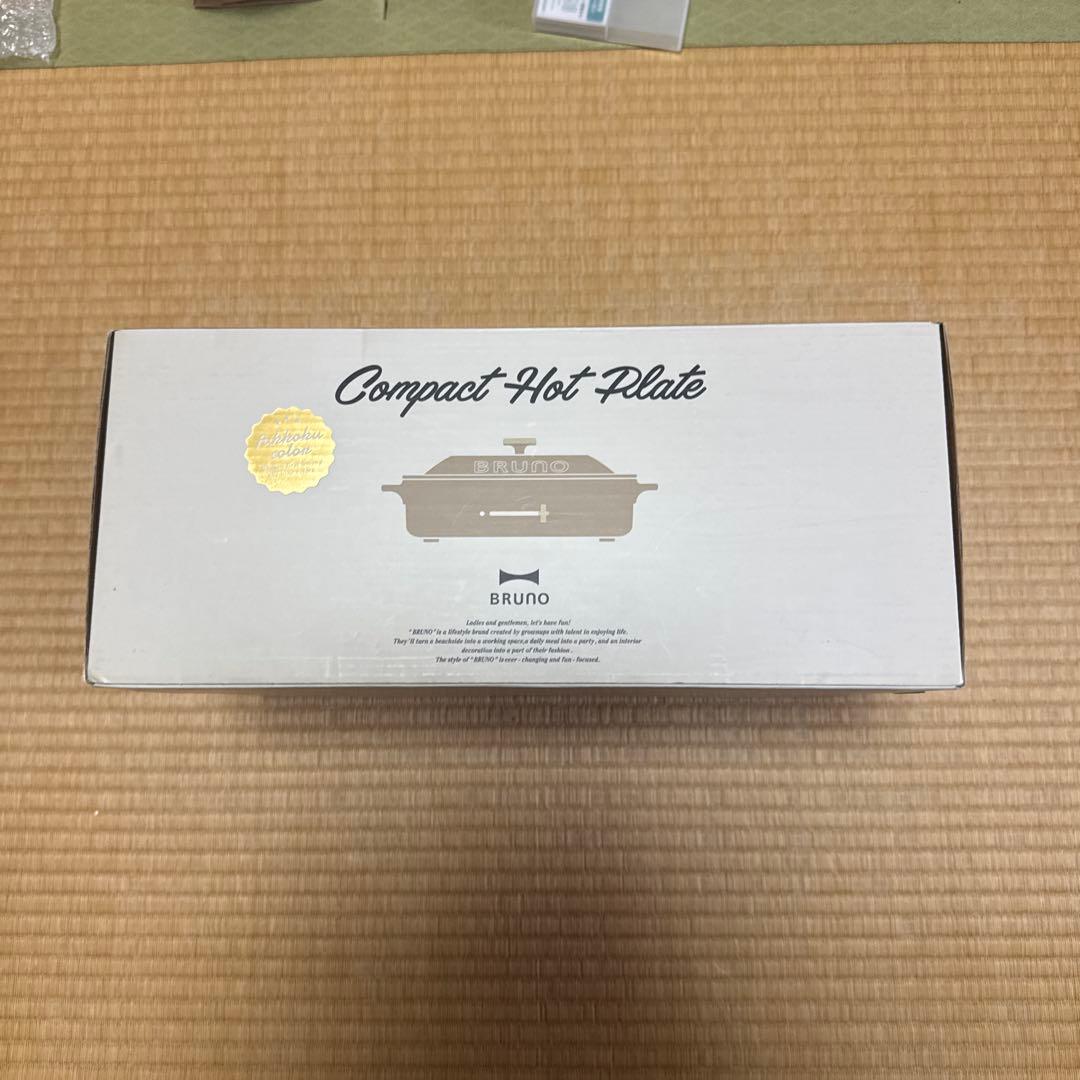 Compact Hot Plate
color
BRUNO
BRUNO
Ladies and gentlemen, let's have fun!
"BRUNO" is a lifestyle brand created by grownups with talent in enjoying life.
They'll turn a beachside into a working space, a daily meal into a party, and an interior
decoration into a part of their fashion.
The style of "BRUNO" is ever - changing and fun - focused.